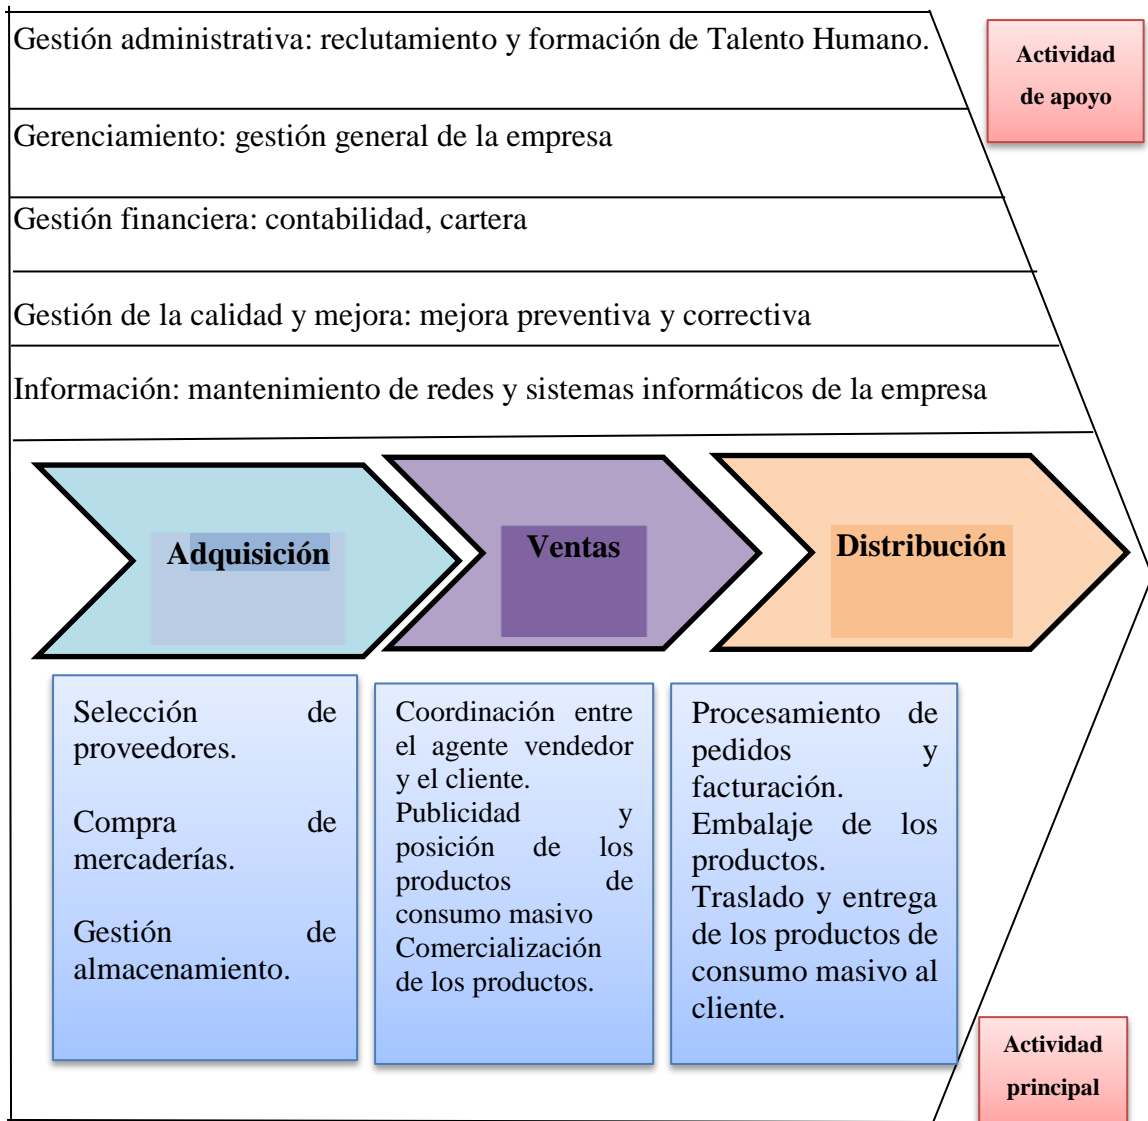 Gestión administrativa: reclutamiento y formación de Talento Humano.
Actividad
de apoyo
Gerenciamiento: gestión general de la empresa
Gestión financiera: contabilidad, cartera
Gestión de la calidad y mejora: mejora preventiva y correctiva
Información: mantenimiento de redes y sistemas informáticos de la empresa
Adquisición
Ventas
Distribución
Selección de
proveedores.
Compra de
mercaderías.
Gestión de
almacenamiento.
Coordinación entre
el agente vendedor
y el cliente.
Publicidad y
posición de los
productos de
consumo masivo
Comercialización
de los productos.
Procesamiento de
pedidos y
facturación.
Embalaje de los
productos.
Traslado y entrega
de los productos de
consumo masivo al
cliente.
Actividad
principal